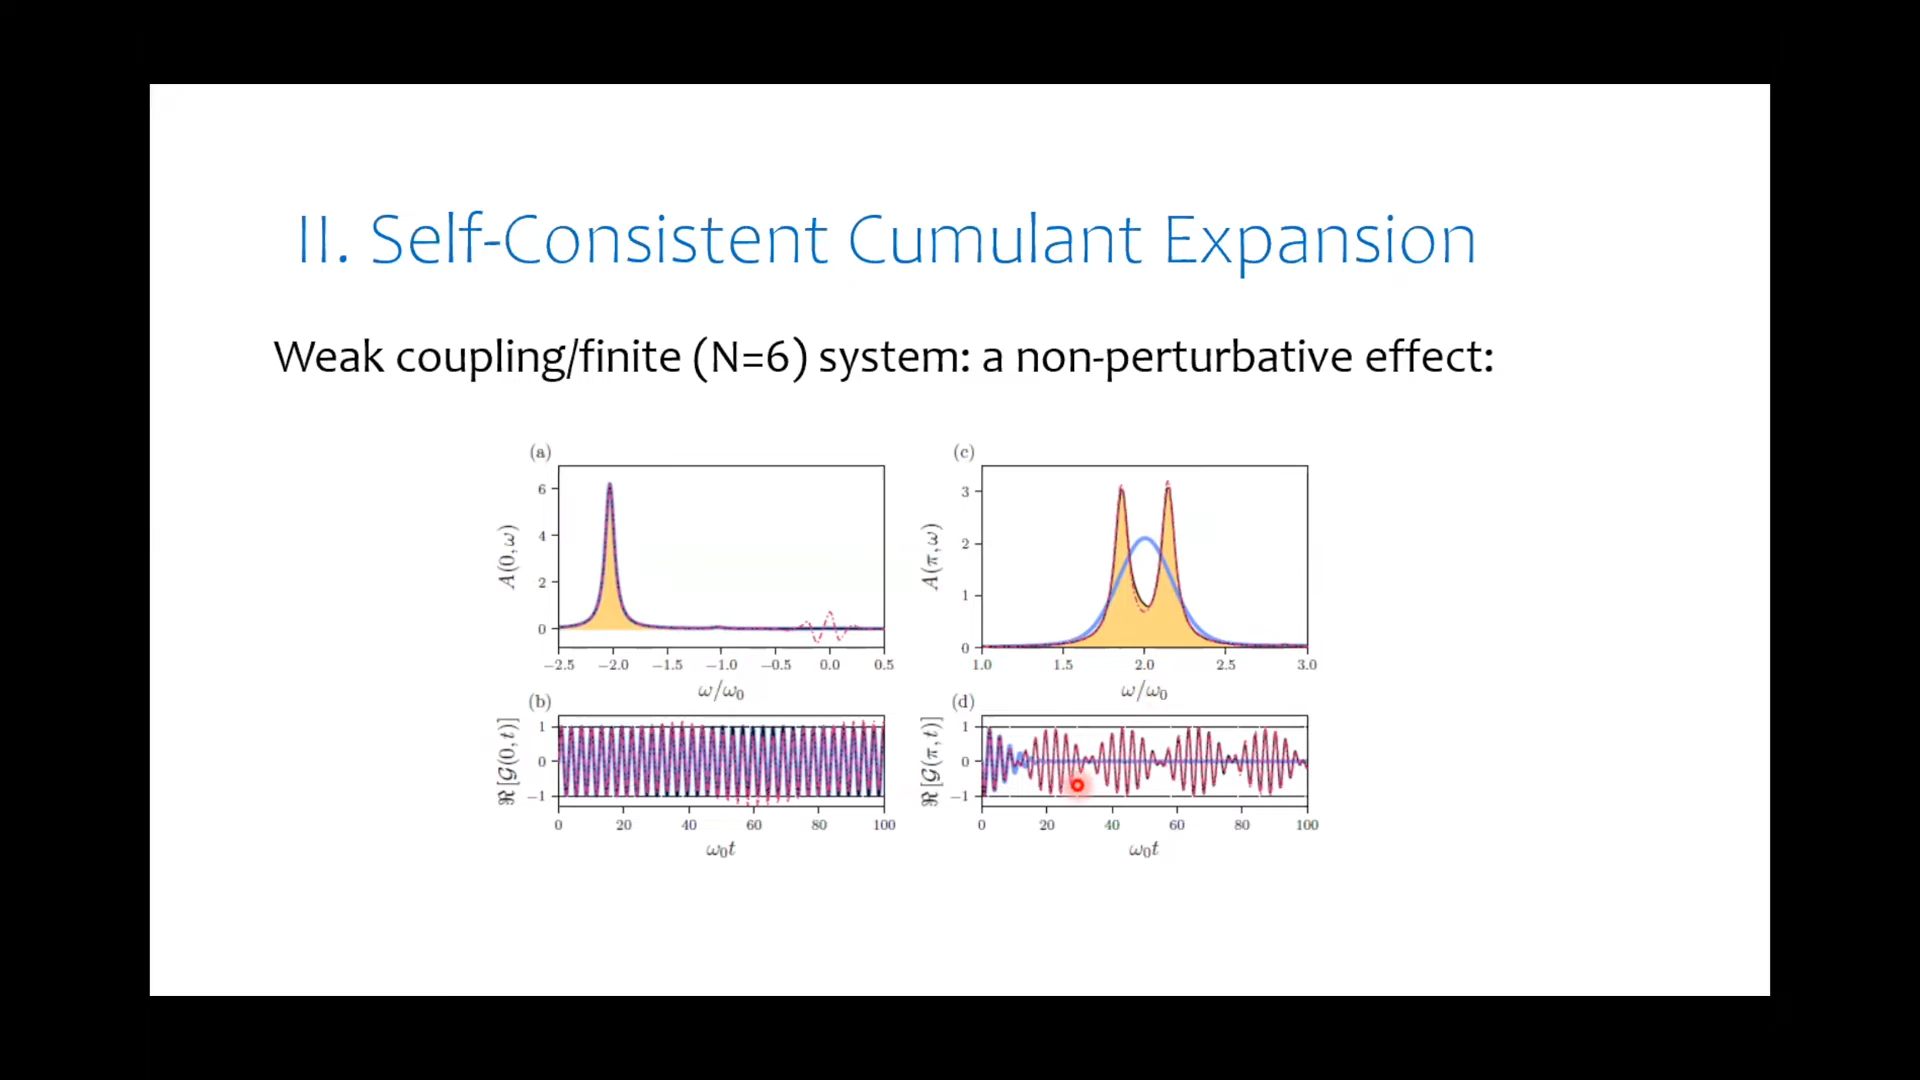 II. Self-Consistent Cumulant Expansion
Weak coupling/finite (N=6) system: a non-perturbative effect:
(a)
A(0, ω)
6
4
2
0
−2.5 −2.0 −1.5 −1.0 −0.5 0.0 0.5
ω/ω₀
(c)
A(π, ω)
3
2
1
0
1.0 1.5 2.0 2.5 3.0
ω/ω₀
(b)
ℜ[𝒢(0, t)]
1
0
−1
0 20 40 60 80 100
ω₀t
(d)
ℜ[𝒢(π, t)]
1
0
−1
0 20 40 60 80 100
ω₀t